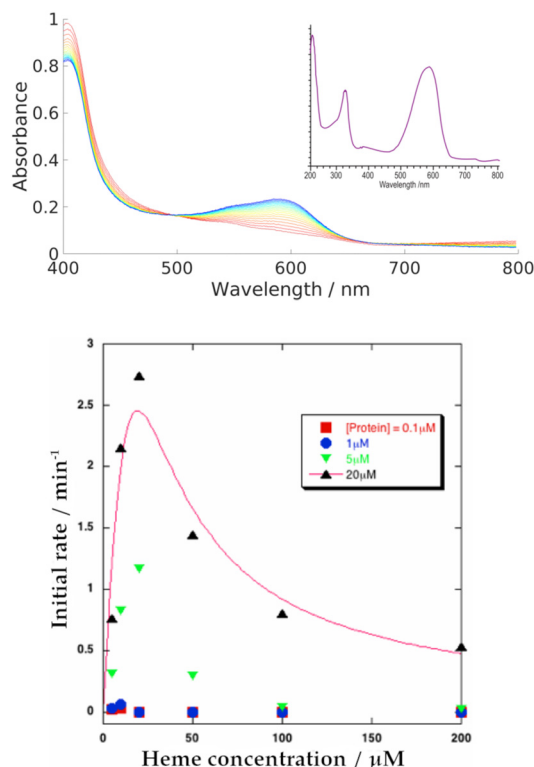 1
0.8
0.6
0.4
0.2
0
Absorbance
400 500 600 700 800
Wavelength / nm
200 300 400 500 600 700 800
Wavelength /nm
3
2.5
2
1.5
1
0.5
0
Initial rate / min⁻¹
[Protein] = 0.1μM
1μM
5μM
20μM
0 50 100 150 200
Heme concentration / μM